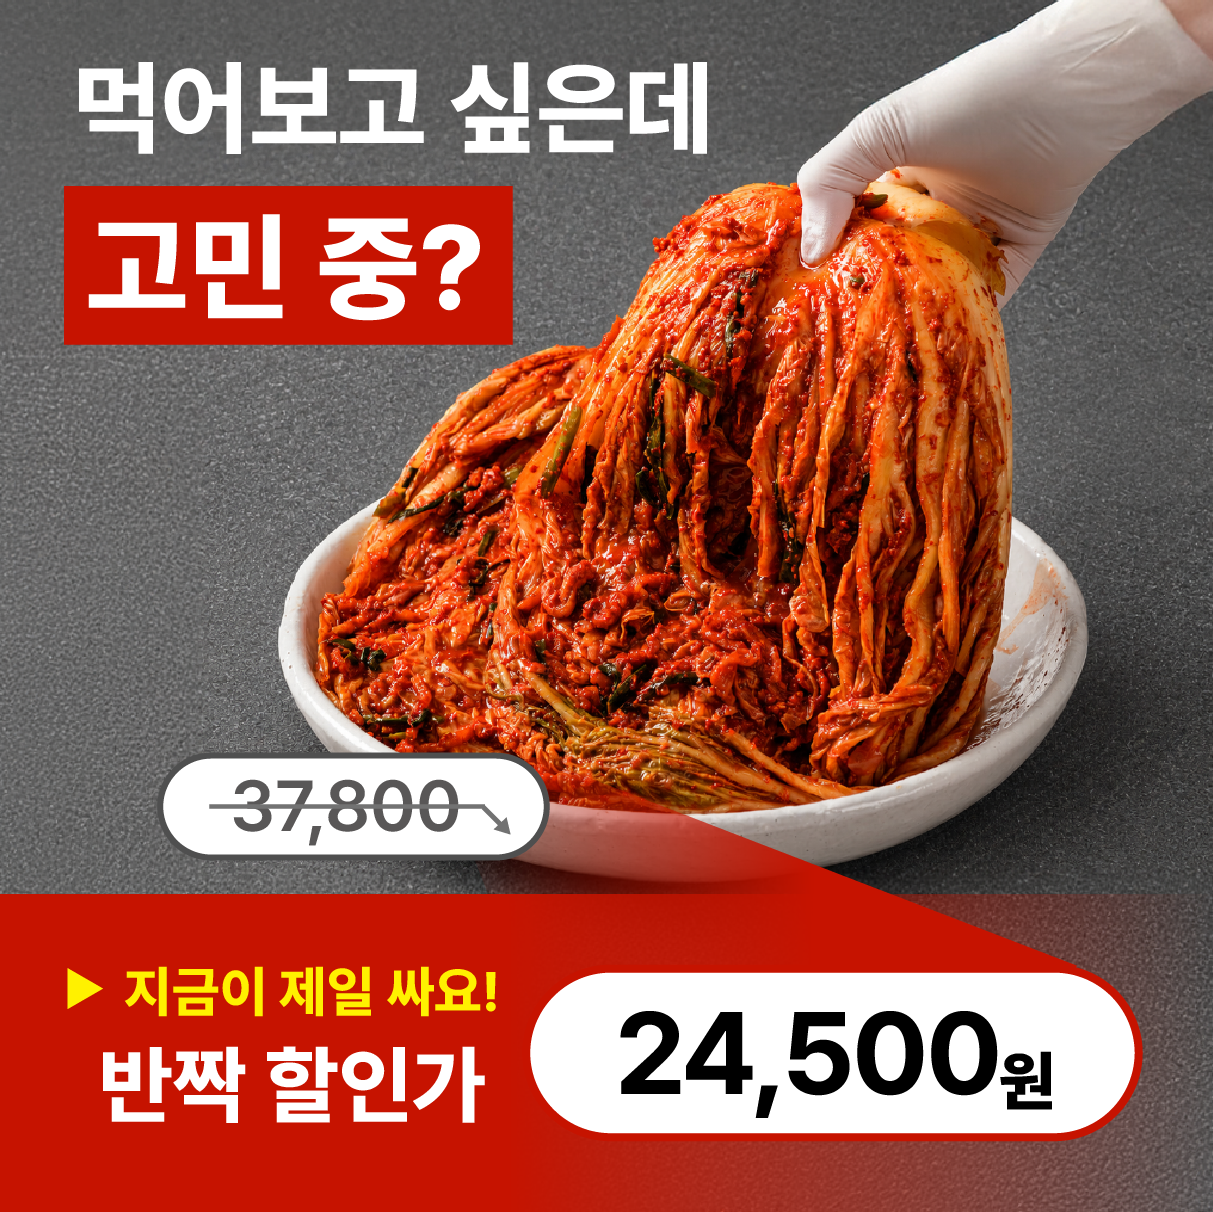 먹어보고 싶은데
고민 중?
37,800
▶ 지금이 제일 싸요!
반짝 할인가
24,500원